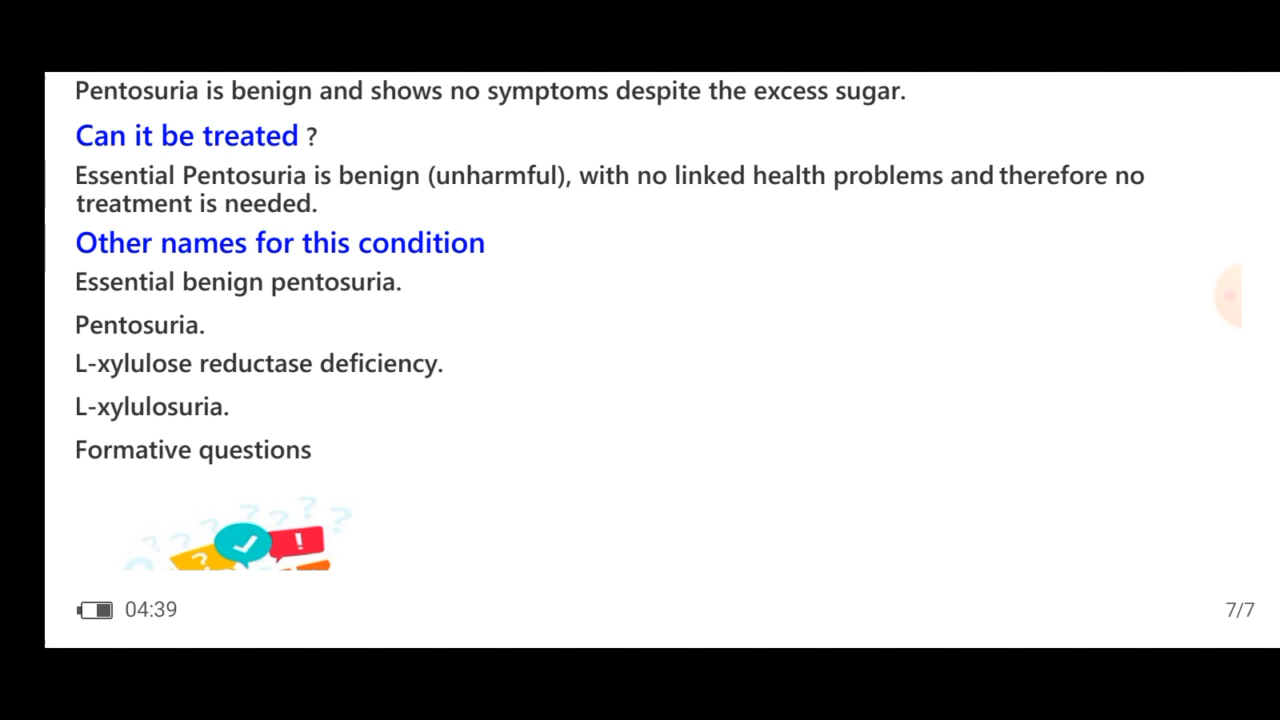 Pentosuria is benign and shows no symptoms despite the excess sugar.
Can it be treated ?
Essential Pentosuria is benign (unharmful), with no linked health problems and therefore no
treatment is needed.
Other names for this condition
Essential benign pentosuria.
Pentosuria.
L-xylulose reductase deficiency.
L-xylulosuria.
Formative questions
? ? ? ? ? ?
? !
04:39
7/7